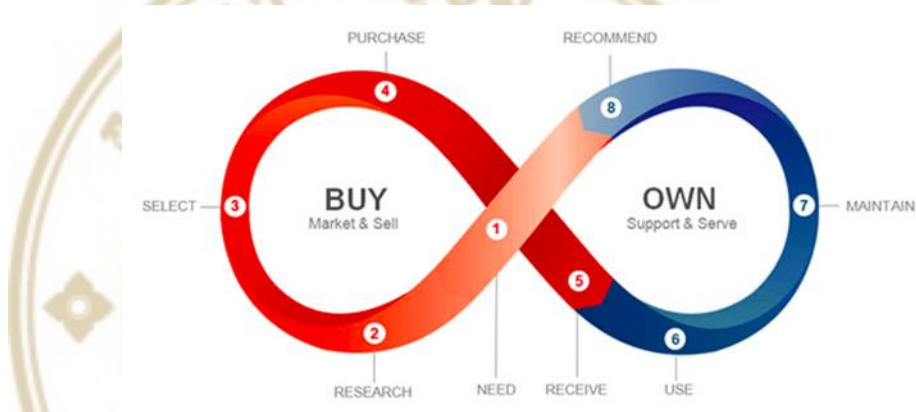 PURCHASE
RECOMMEND
4
8
SELECT
3
BUY
Market & Sell
1
OWN
Support & Serve
7
MAINTAIN
5
2
6
RESEARCH
NEED
RECEIVE
USE